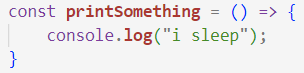 const printSomething = () => {
    console.log("i sleep");
}